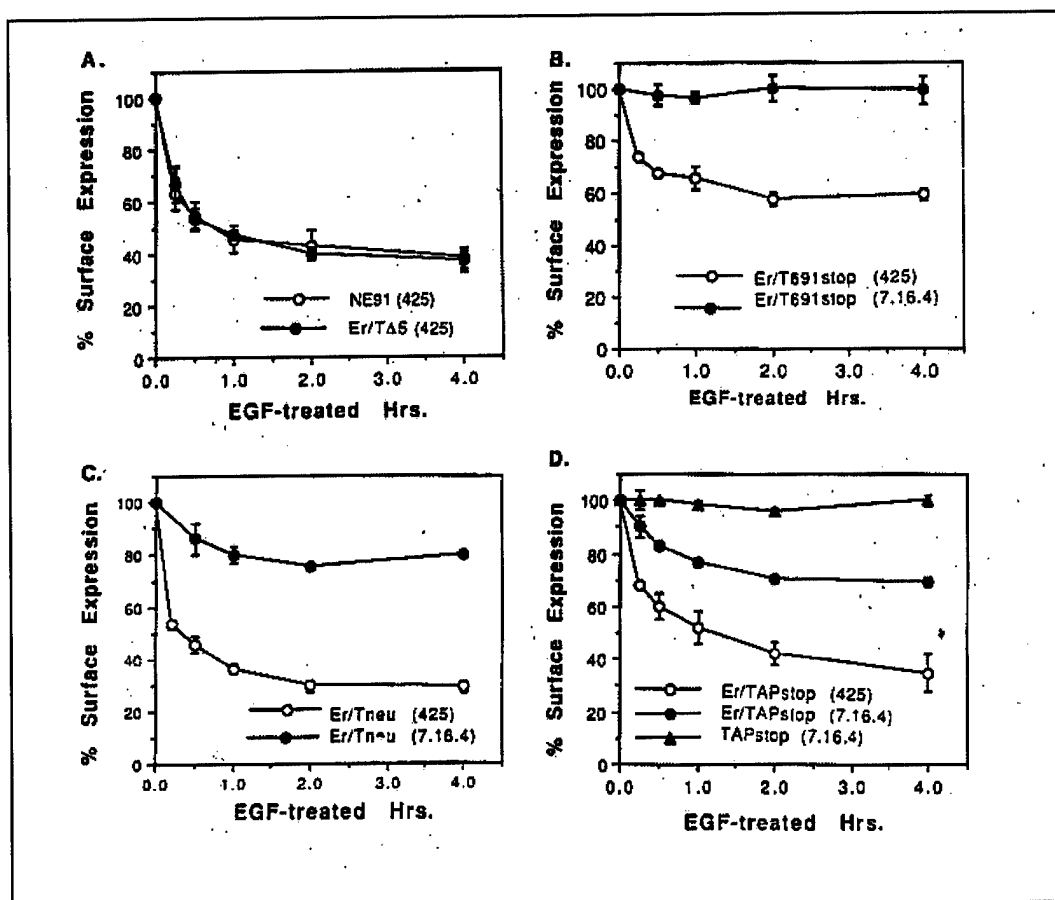 A.
% Surface Expression
100
80
60
40
20
0
NE91 (425)
Er/TΔ5 (425)
0.0 1.0 2.0 3.0 4.0
EGF-treated Hrs.
B.
% Surface Expression
100
80
60
40
20
0
Er/T691stop (425)
Er/T691stop (7.16.4)
0.0 1.0 2.0 3.0 4.0
EGF-treated Hrs.
C.
% Surface Expression
100
80
60
40
20
0
Er/Tneu (425)
Er/Tneu (7.16.4)
0.0 1.0 2.0 3.0 4.0
EGF-treated Hrs.
D.
% Surface Expression
100
80
60
40
20
0
Er/TAPstop (425)
Er/TAPstop (7.16.4)
TAPstop (7.16.4)
0.0 1.0 2.0 3.0 4.0
EGF-treated Hrs.